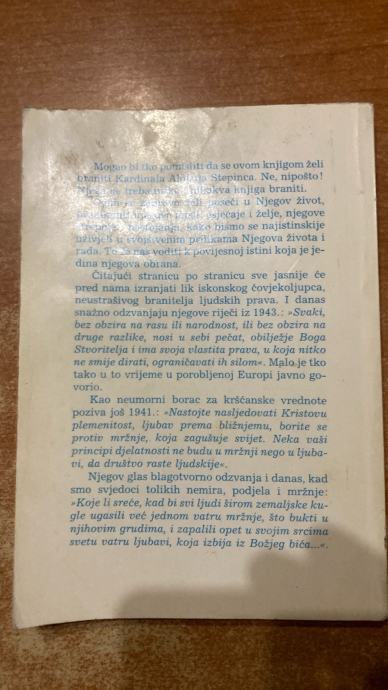 Mogao bi tko pomisliti da se ovom knjigom želi
braniti Kardinala Alojzija Stepinca. Ne, nipošto!
Njega ne treba nitko i nikakva knjiga braniti.
želi poseći u Njegov život,
misli, osjećaje i želje, njegove
nastojanja, kako bismo se najistinskije
uživjeli u svojstvenim prilikama Njegova života i
rada. To će nas voditi k povijesnoj istini koja je je-
dina njegova obrana.
Čitajući stranicu po stranicu sve jasnije će
pred nama izranjati lik iskonskog čovjekoljupca,
neustrašivog branitelja ljudskih prava. I danas
snažno odzvanjaju njegove riječi iz 1943.: »Svaki,
bez obzira na rasu ili narodnost, ili bez obzira na
druge razlike, nosi u sebi pečat, obilježje Boga
Stvoritelja i ima svoja vlastita prava, u koja nitko
ne smije dirati, ograničavati ih silom«. Malo je tko
tako u to vrijeme u porobljenoj Europi javno go-
vorio.
Kao neumorni borac za kršćanske vrednote
poziva još 1941.: »Nastojte nasljedovati Kristovu
plemenitost, ljubav prema bližnjemu, borite se
protiv mržnje, koja zagušuje svijet. Neka vaši
principi djelatnosti ne budu u mržnji nego u ljuba-
vi, da društvo raste ljudskije«.
Njegov glas blagotvorno odzvanja i danas, kad
smo svjedoci tolikih nemira, podjela i mržnje:
»Koje li sreće, kad bi svi ljudi širom zemaljske ku-
gle ugasili već jednom vatru mržnje, što bukti u
njihovim grudima, i zapalili opet u svojim srcima
svetu vatru ljubavi, koja izbija iz Božjeg bića...«.